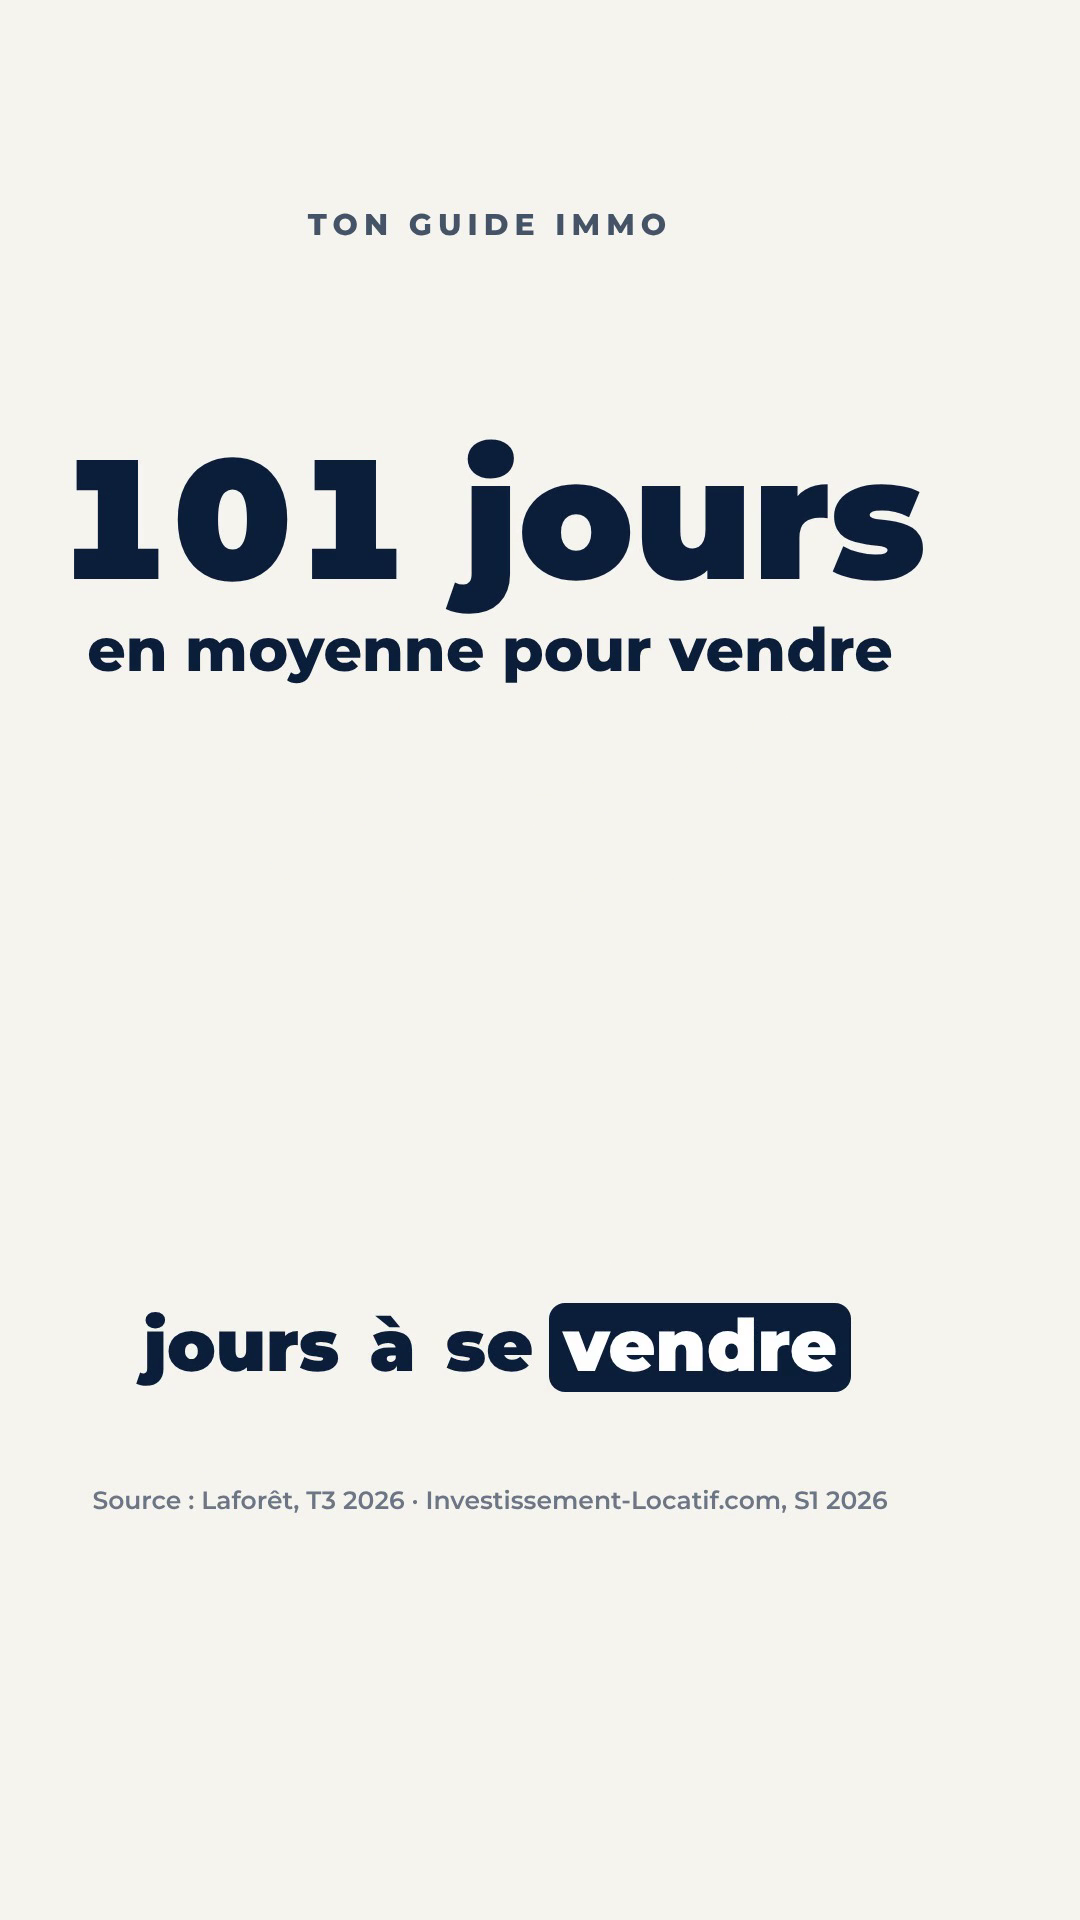 TON GUIDE IMMO
101 jours
en moyenne pour vendre
jours à se vendre
Source : Laforêt, T3 2026 · Investissement-Locatif.com, S1 2026